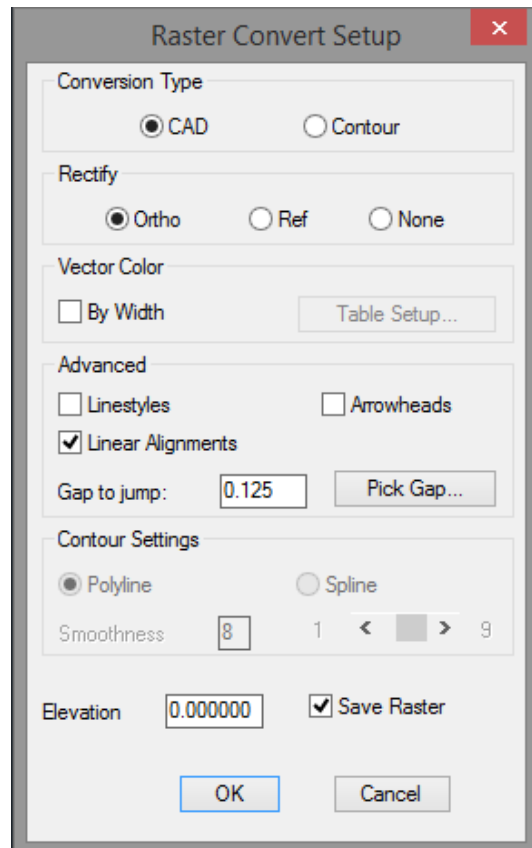 Raster Convert Setup
Conversion Type
CAD Contour
Rectify
Ortho Ref None
Vector Color
By Width Table Setup...
Advanced
Linestyles Arrowheads
Linear Alignments
Gap to jump: 0.125 Pick Gap...
Contour Settings
Polyline Spline
Smoothness 8 1 9
Elevation 0.000000 Save Raster
OK Cancel